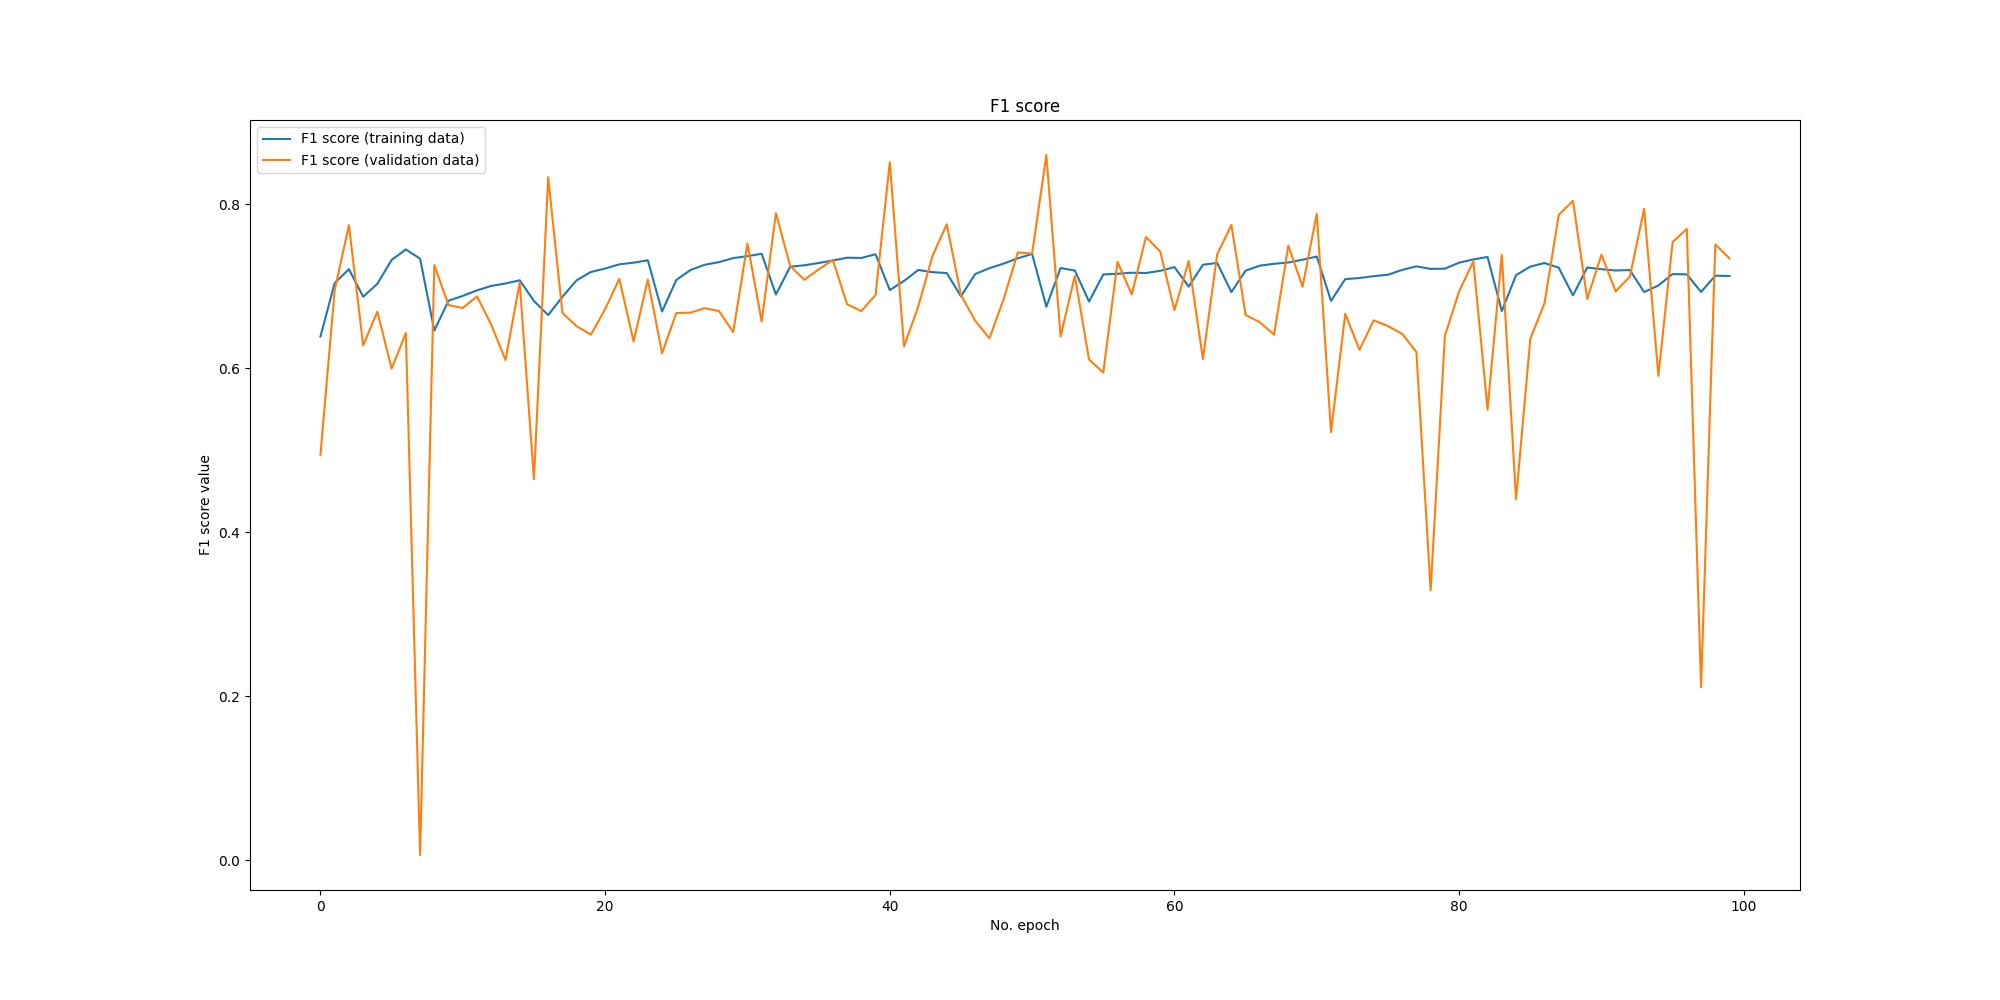 F1 score
F1 score (training data)
F1 score (validation data)
0.8
0.6
0.4
0.2
0.0
F1 score value
0
20
40
60
80
100
No. epoch